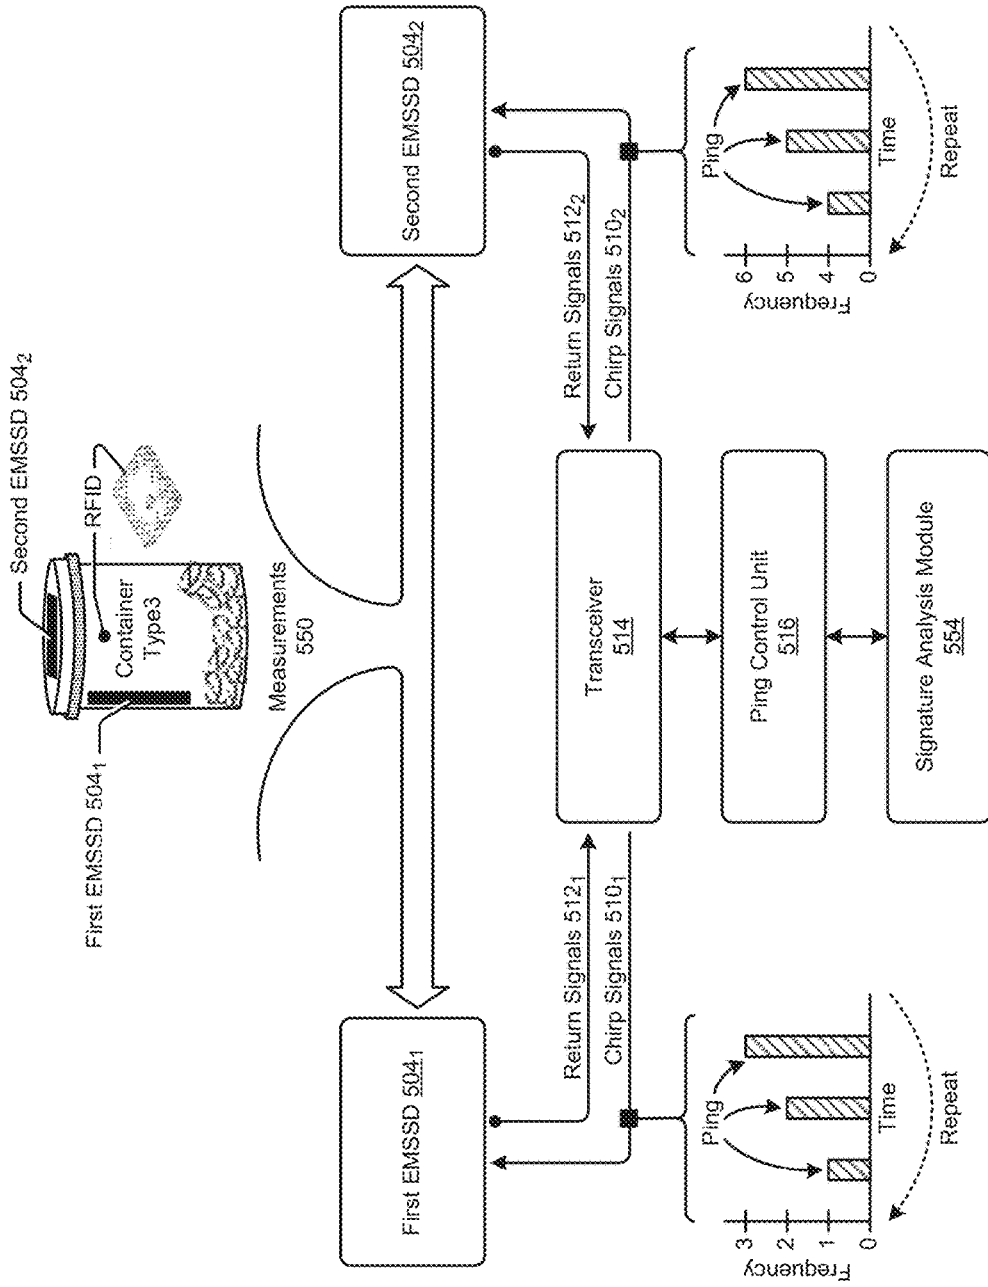 First EMSSD 504₁
Second EMSSD 504₂
RFID
Container
Type3
Measurements
550
First EMSSD 504₁
Second EMSSD 504₂
Return Signals 512₁
Chirp Signals 510₁
Return Signals 512₂
Chirp Signals 510₂
Transceiver
514
Ping Control Unit
516
Signature Analysis Module
554
Frequency
3
2
1
0
Ping
Time
Repeat
Frequency
6
5
4
0
Ping
Time
Repeat